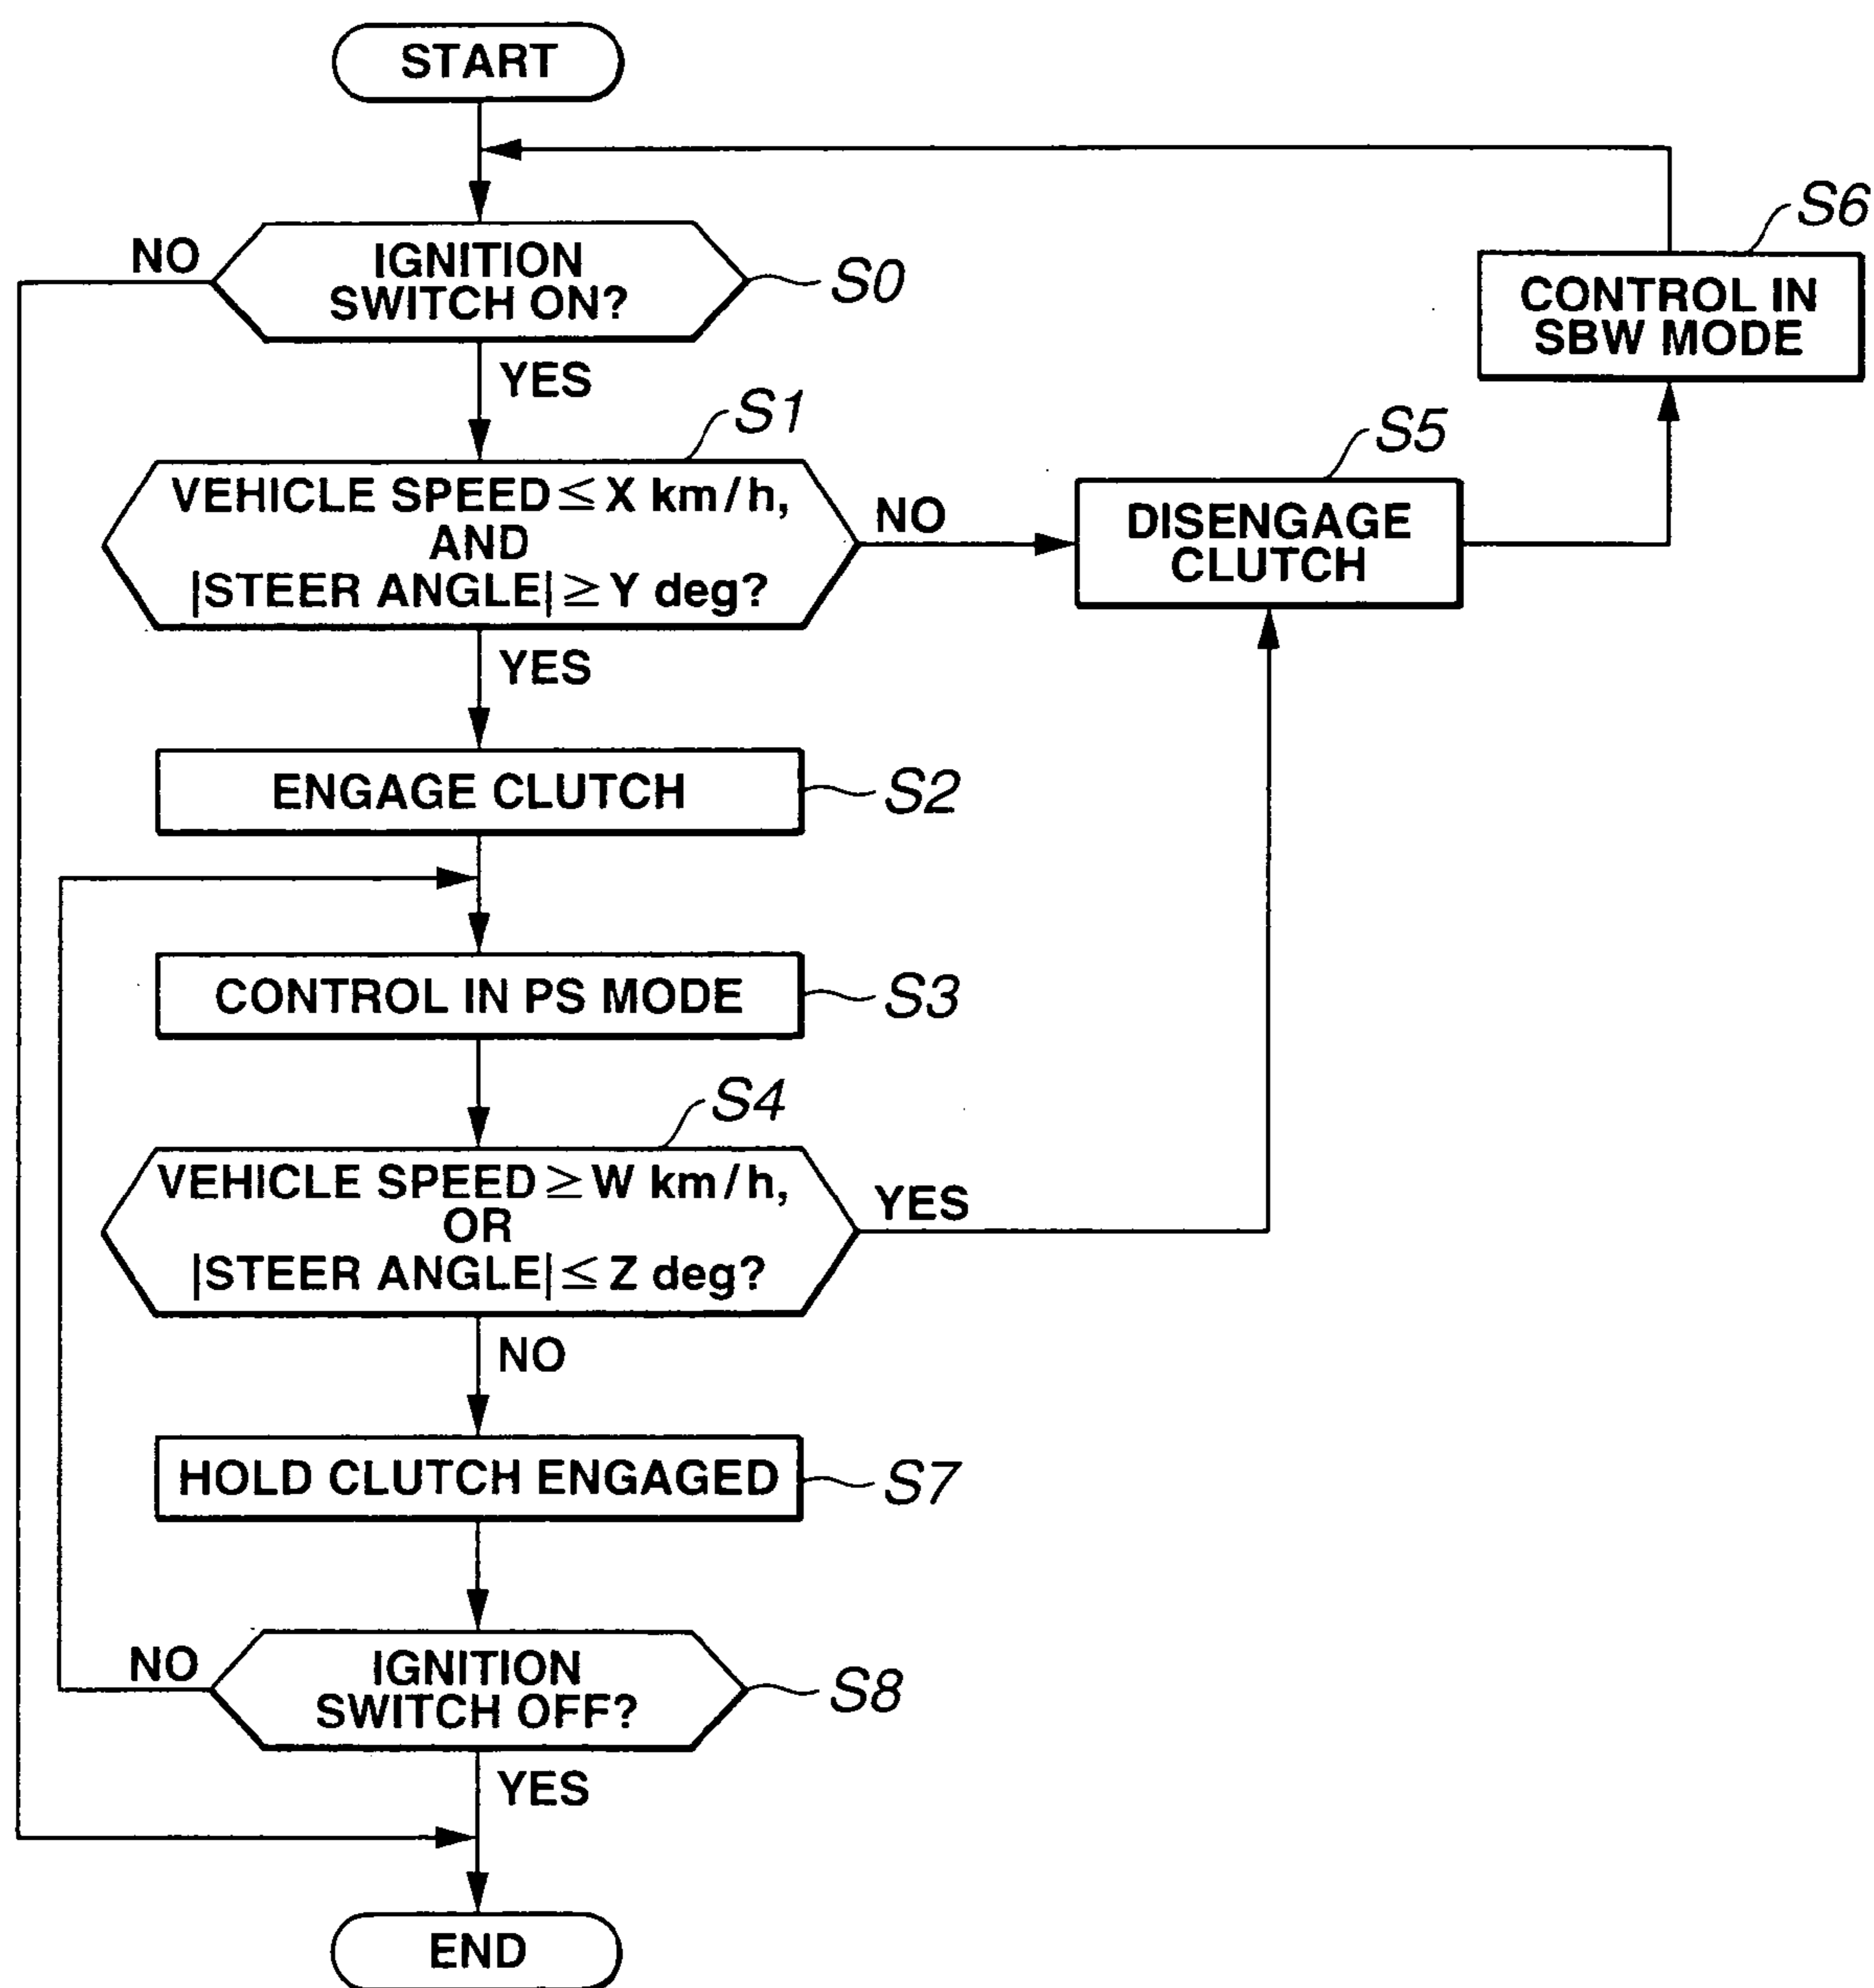 START
NO
IGNITION
SWITCH ON?
S0
YES
S6
CONTROL IN
SBW MODE
S1
VEHICLE SPEED ≤ X km/h,
AND
|STEER ANGLE| ≥ Y deg?
NO
S5
DISENGAGE
CLUTCH
YES
ENGAGE CLUTCH
S2
CONTROL IN PS MODE
S3
S4
VEHICLE SPEED ≥ W km/h,
OR
|STEER ANGLE| ≤ Z deg?
YES
NO
HOLD CLUTCH ENGAGED
S7
NO
IGNITION
SWITCH OFF?
S8
YES
END